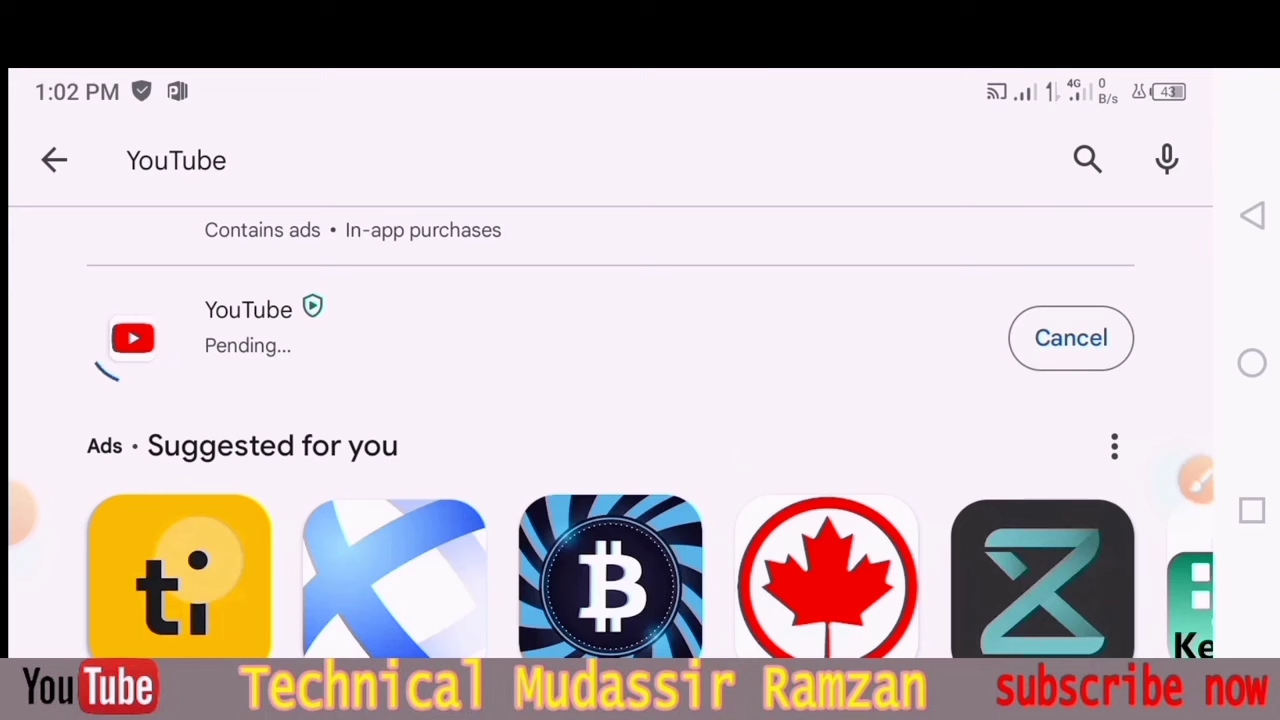 1:02 PM
4G 0 B/s 43
YouTube
Contains ads • In-app purchases
YouTube
Pending...
Cancel
Ads • Suggested for you
ti
B
Z
Ke
YouTube Technical Mudassir Ramzan subscribe now